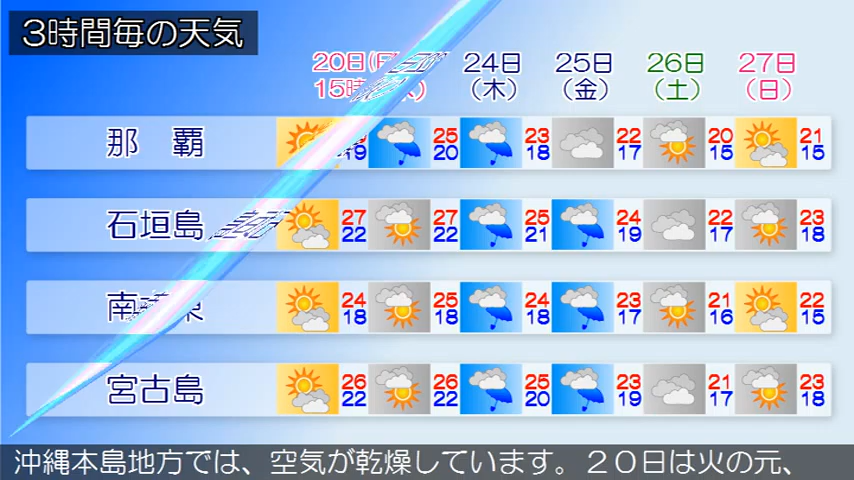 3時間毎の天気
20日(日) 24日 25日 26日 27日
15時 (木) (金) (土) (日)
那覇 19 25 20 23 18 22 17 20 15 21 15
石垣島 27 22 27 22 25 21 24 19 22 17 23 18
南 24 18 25 18 24 18 23 17 21 16 22 15
宮古島 26 22 26 22 25 20 23 19 21 17 23 18
沖縄本島地方では、空気が乾燥しています。２０日は火の元、